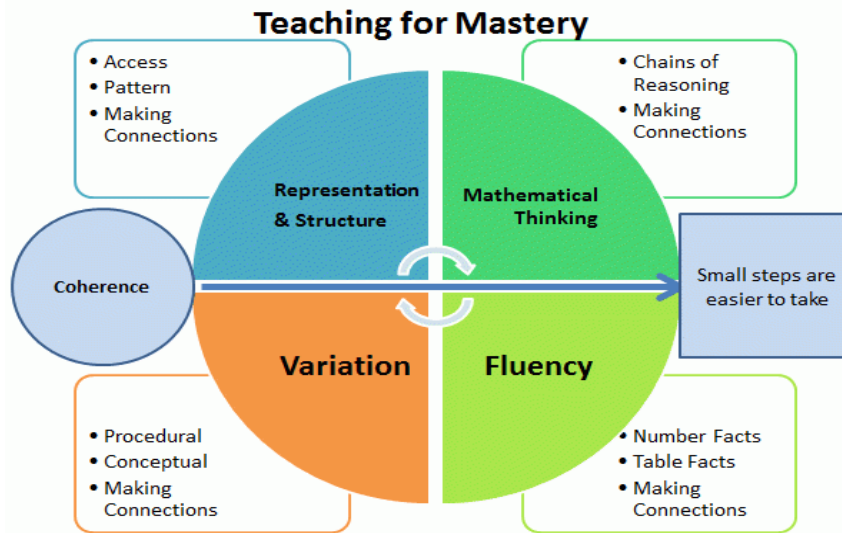 Teaching for Mastery
• Access
• Pattern
• Making
Connections
• Chains of
Reasoning
• Making
Connections
Representation
& Structure
Mathematical
Thinking
Coherence
Small steps are
easier to take
Variation
Fluency
• Procedural
• Conceptual
• Making
Connections
• Number Facts
• Table Facts
• Making
Connections